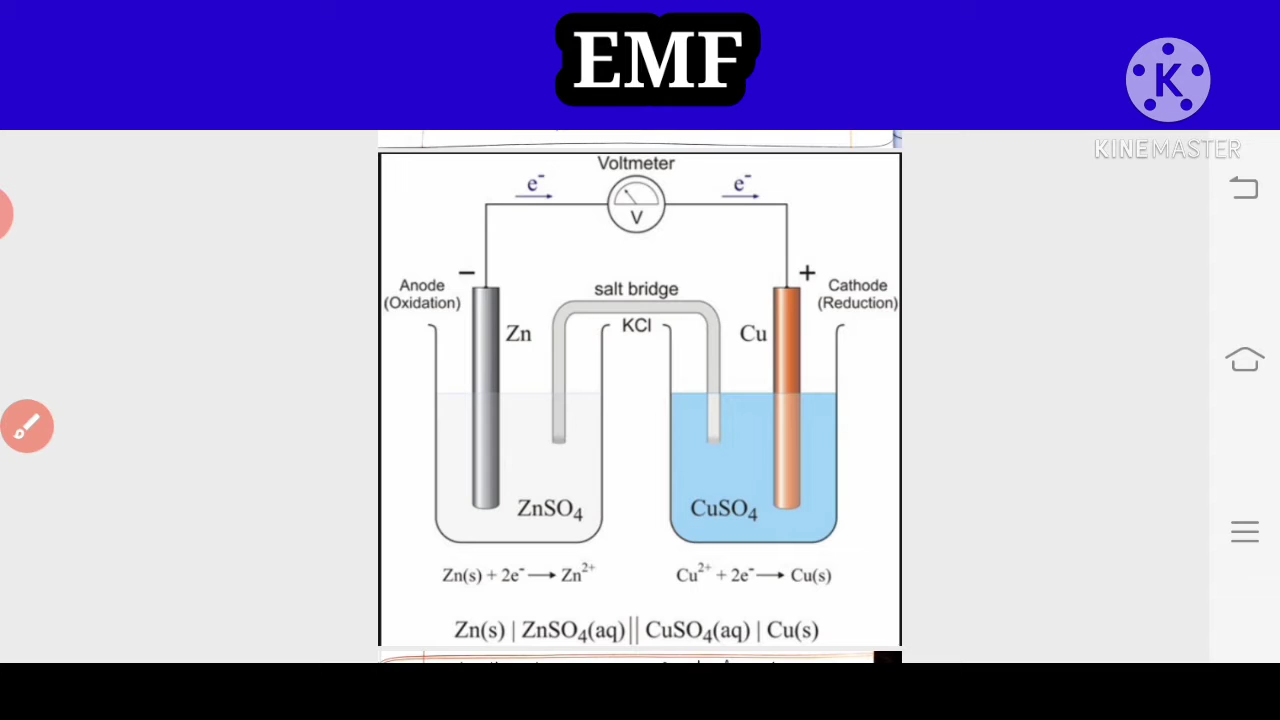 EMF
K
KINEMASTER
Voltmeter
e⁻ e⁻
V
− +
Anode
(Oxidation)
Cathode
(Reduction)
salt bridge
Zn KCl Cu
ZnSO₄ CuSO₄
Zn(s) + 2e⁻ → Zn²⁺ Cu²⁺ + 2e⁻ → Cu(s)
Zn(s) | ZnSO₄(aq) || CuSO₄(aq) | Cu(s)